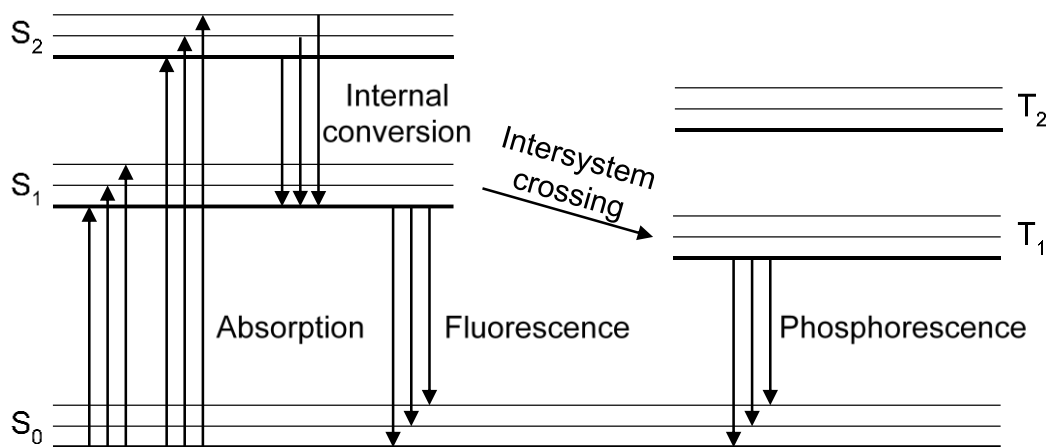 S2
Internal
conversion
T2
Intersystem
crossing
S1
T1
Absorption
Fluorescence
Phosphorescence
S0